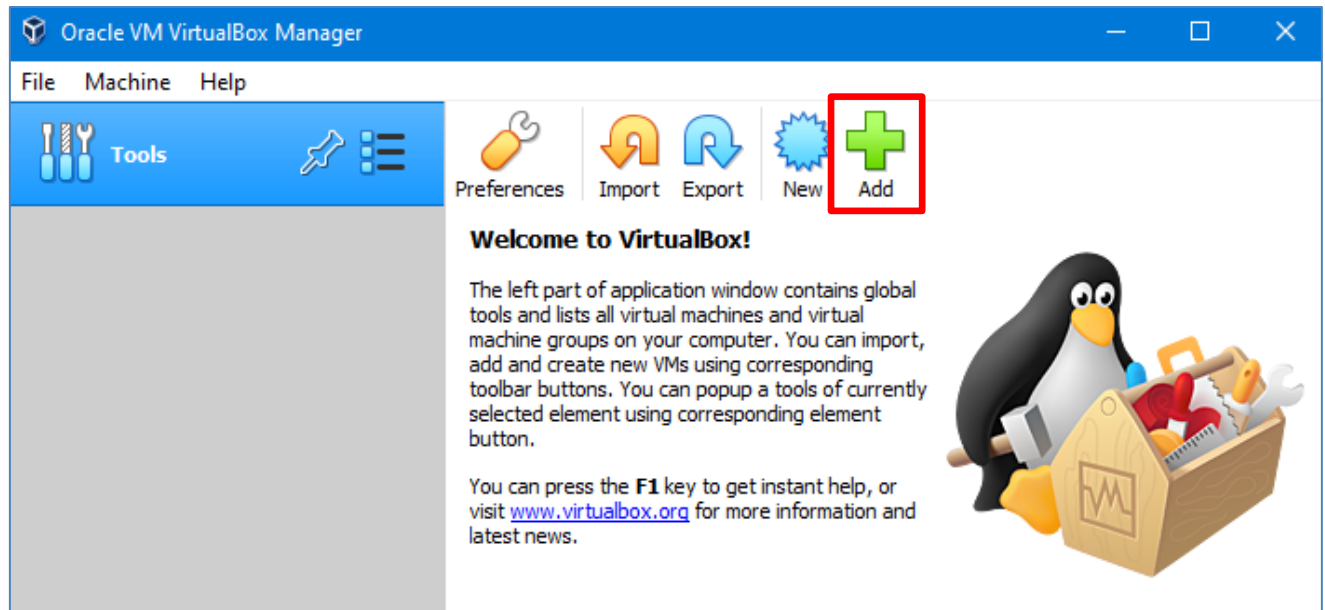 Oracle VM VirtualBox Manager
File Machine Help
Tools
Preferences Import Export New Add
Welcome to VirtualBox!
The left part of application window contains global
tools and lists all virtual machines and virtual
machine groups on your computer. You can import,
add and create new VMs using corresponding
toolbar buttons. You can popup a tools of currently
selected element using corresponding element
button.
You can press the F1 key to get instant help, or
visit www.virtualbox.org for more information and
latest news.